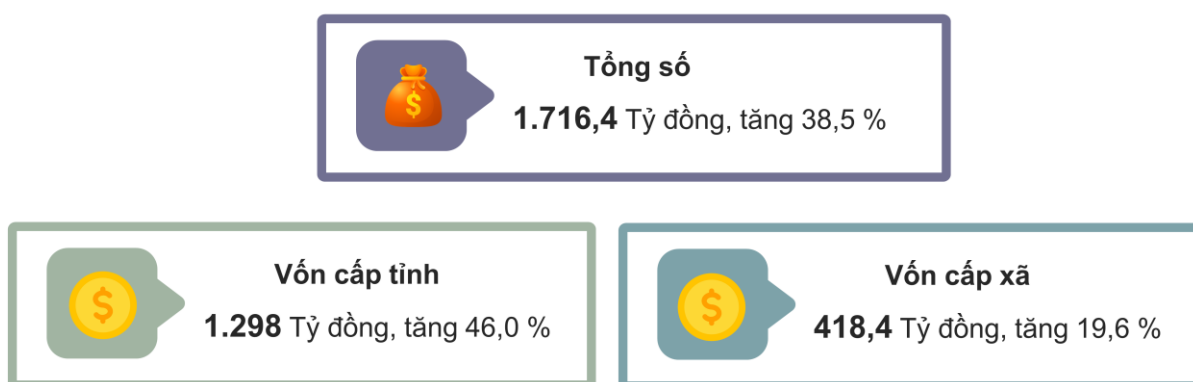 Tổng số
1.716,4 Tỷ đồng, tăng 38,5 %
Vốn cấp tỉnh
1.298 Tỷ đồng, tăng 46,0 %
Vốn cấp xã
418,4 Tỷ đồng, tăng 19,6 %